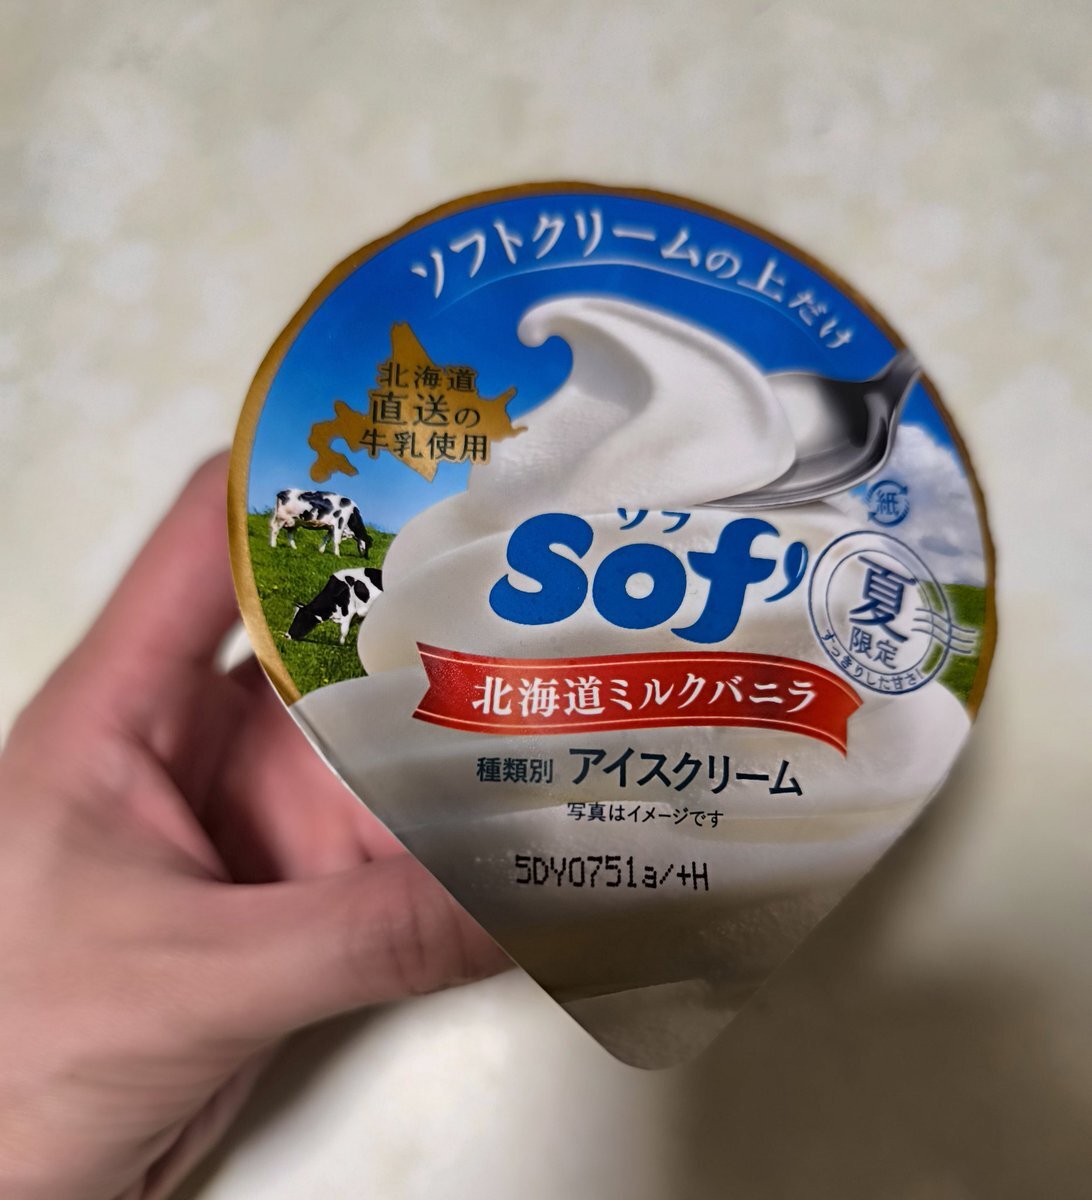 ソフトクリームの上だけ
北海道
直送の
牛乳使用
ソフ
Sof'
紙
夏
限定
すっきりした甘さ!
北海道ミルクバニラ
種類別 アイスクリーム
写真はイメージです
5DY0751a/+H